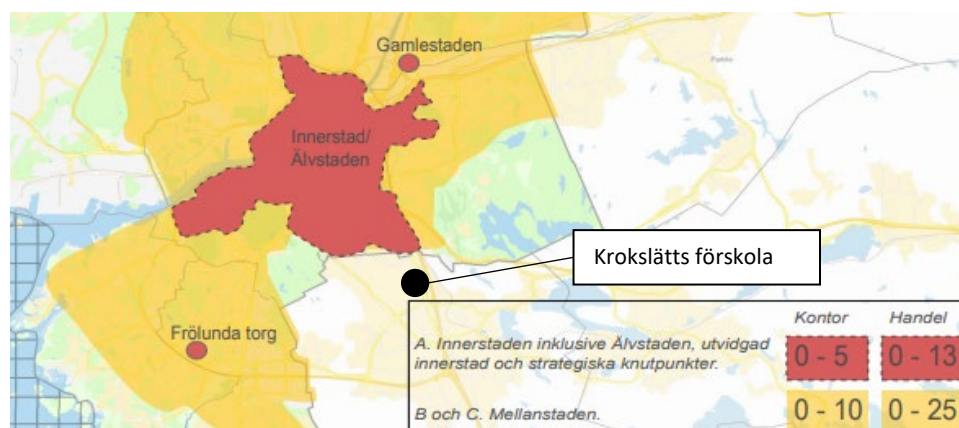 Gamlestaden
Innerstad/
Älvstaden
Krokslätts förskola
Frölunda torg
Kontor Handel
A. Innerstaden inklusive Älvstaden, utvidgad
innerstad och strategiska knutpunkter.
0 - 5 0 - 13
B och C. Mellanstaden.
0 - 10 0 - 25